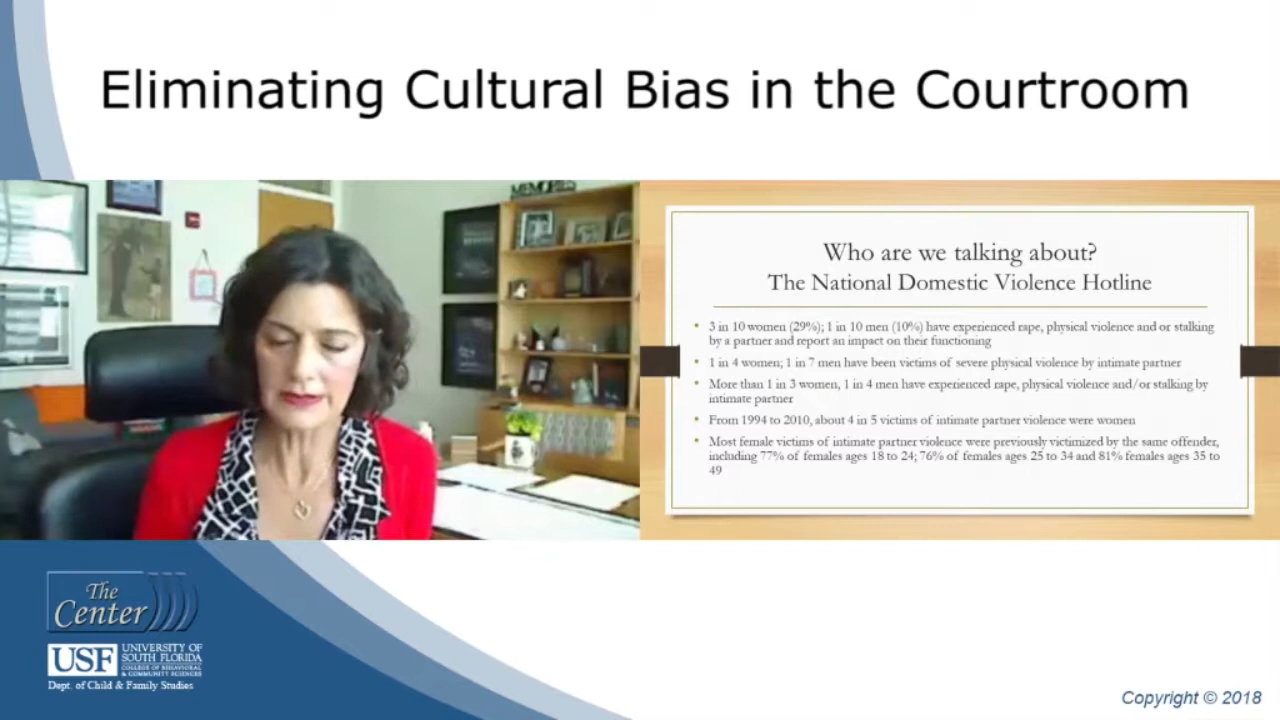 Eliminating Cultural Bias in the Courtroom
MEMORIES
Who are we talking about?
The National Domestic Violence Hotline
• 3 in 10 women (29%); 1 in 10 men (10%) have experienced rape, physical violence and or stalking
by a partner and report an impact on their functioning
• 1 in 4 women; 1 in 7 men have been victims of severe physical violence by intimate partner
• More than 1 in 3 women, 1 in 4 men have experienced rape, physical violence and/or stalking by
intimate partner
• From 1994 to 2010, about 4 in 5 victims of intimate partner violence were women
• Most female victims of intimate partner violence were previously victimized by the same offender,
including 77% of females ages 18 to 24; 76% of females ages 25 to 34 and 81% females ages 35 to
49
The
Center
USF UNIVERSITY OF
SOUTH FLORIDA
COLLEGE OF BEHAVIORAL
& COMMUNITY SCIENCES
Dept. of Child & Family Studies
Copyright © 2018